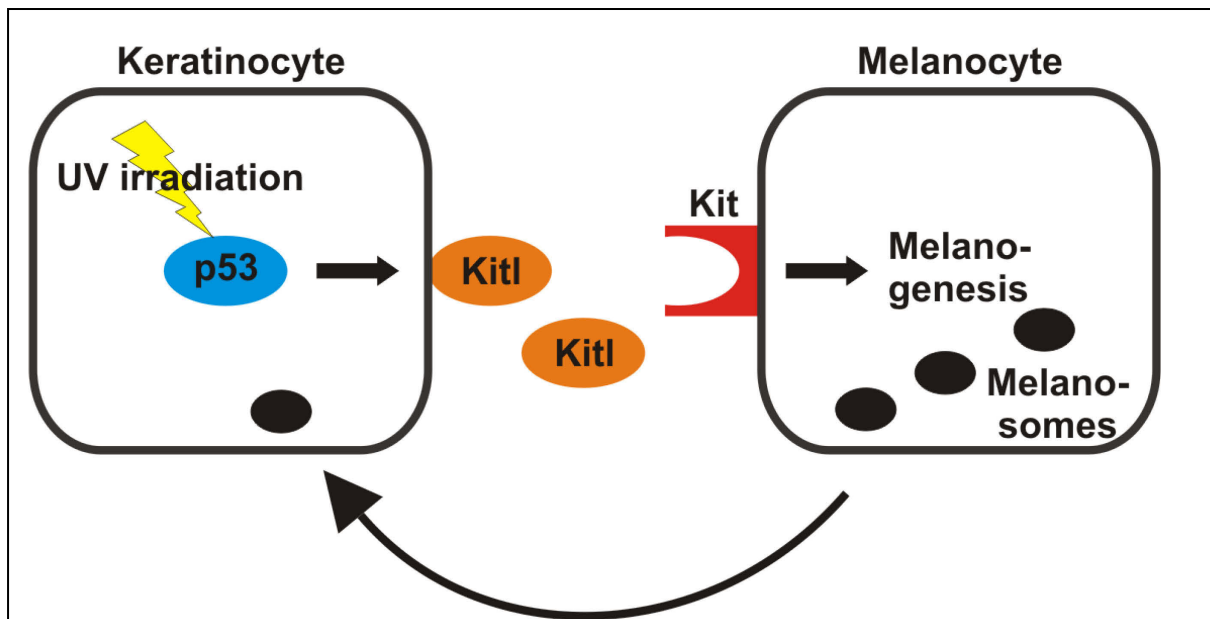 Keratinocyte
Melanocyte
UV irradiation
Kit
p53
Kitl
Kitl
Melano-
genesis
Melano-
somes